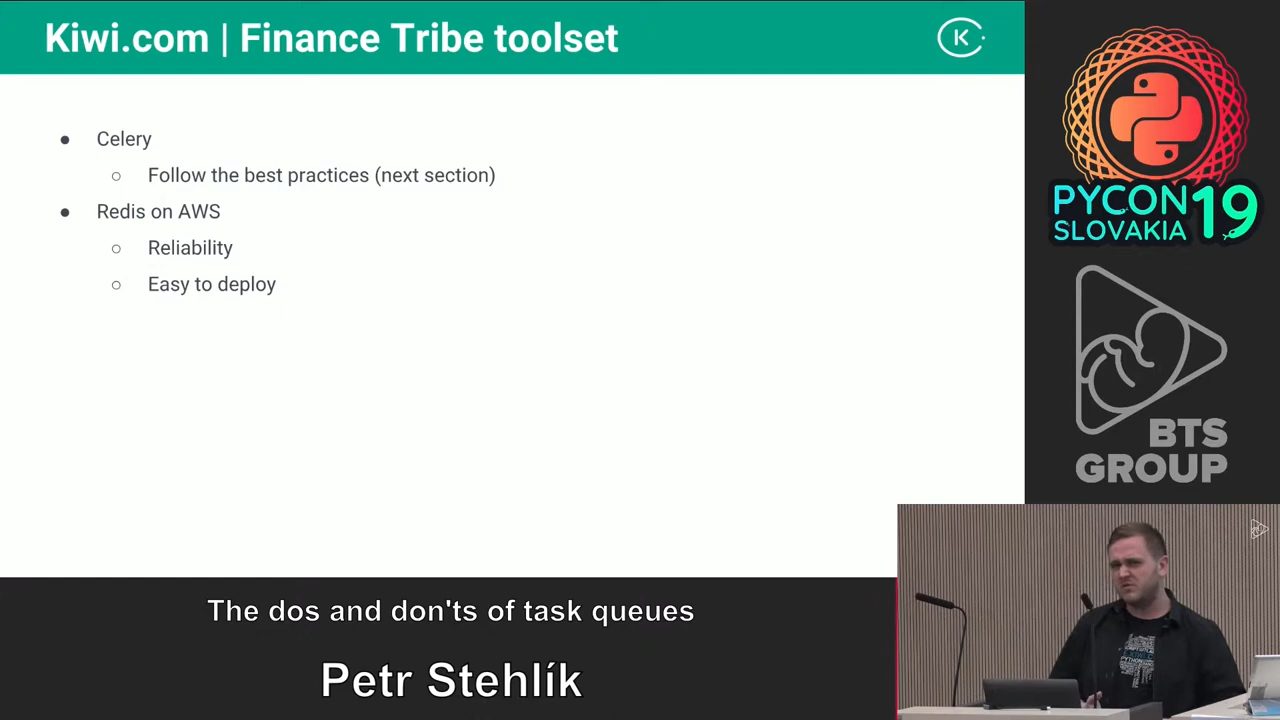 Kiwi.com | Finance Tribe toolset
K
● Celery
○ Follow the best practices (next section)
● Redis on AWS
○ Reliability
○ Easy to deploy
PYCON 19
SLOVAKIA
BTS
GROUP
The dos and don'ts of task queues
Petr Stehlík
PYTHON